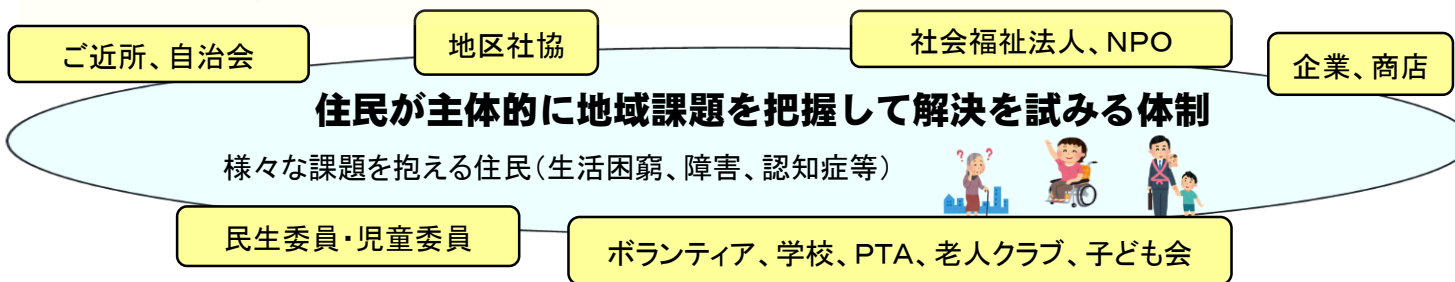 ご近所、自治会
地区社協
社会福祉法人、NPO
企業、商店
住民が主体的に地域課題を把握して解決を試みる体制
様々な課題を抱える住民(生活困窮、障害、認知症等)
? ?
民生委員・児童委員
ボランティア、学校、PTA、老人クラブ、子ども会